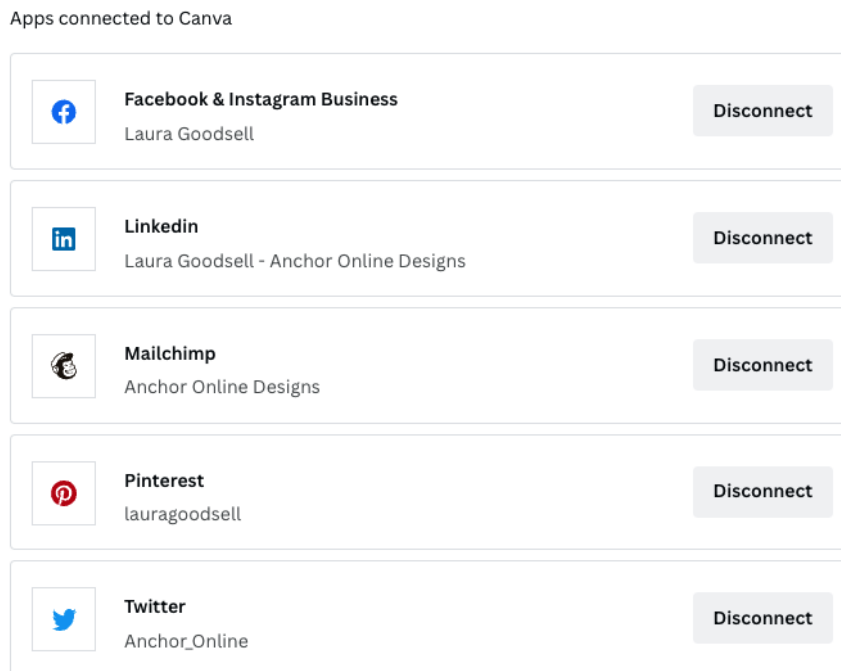 Apps connected to Canva
Facebook & Instagram Business
Disconnect
Laura Goodsell
in
Linkedin
Disconnect
Laura Goodsell - Anchor Online Designs
Mailchimp
Disconnect
Anchor Online Designs
Pinterest
Disconnect
lauragoodsell
Twitter
Disconnect
Anchor_Online